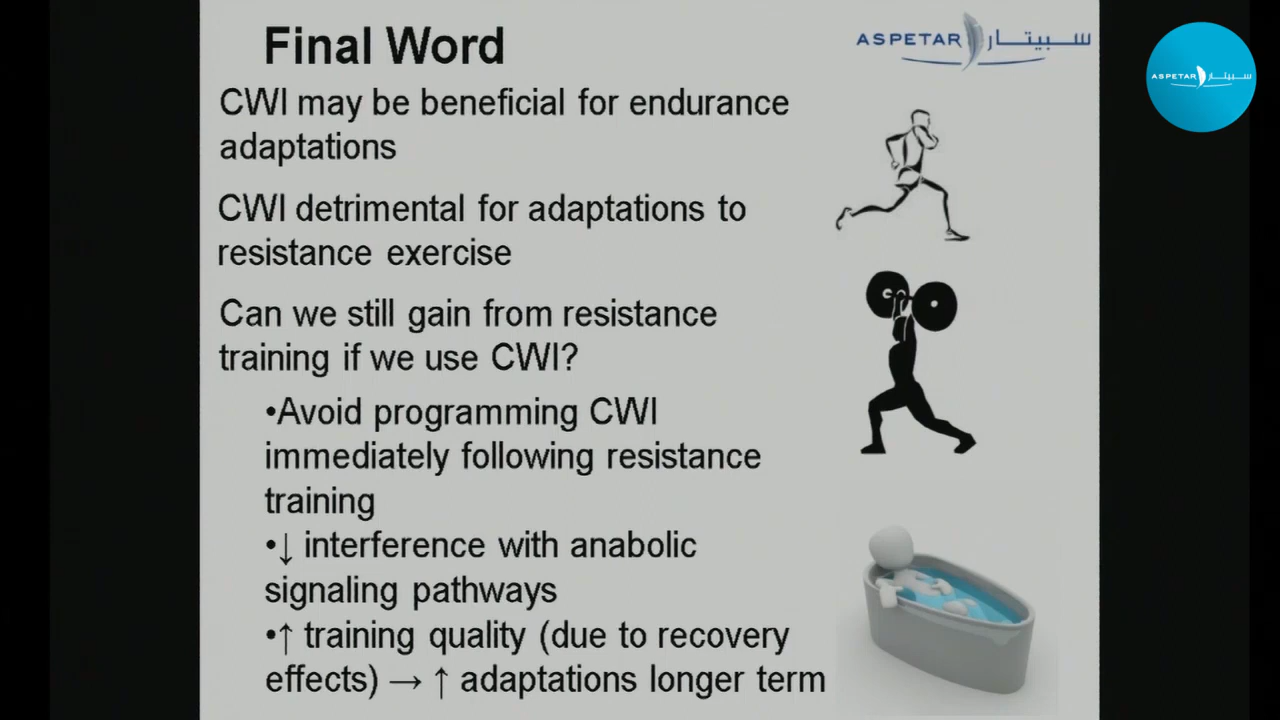 Final Word
ASPETAR سبيتار
ASPETAR سبيتار
CWI may be beneficial for endurance
adaptations
CWI detrimental for adaptations to
resistance exercise
Can we still gain from resistance
training if we use CWI?
•Avoid programming CWI
immediately following resistance
training
•↓ interference with anabolic
signaling pathways
•↑ training quality (due to recovery
effects) → ↑ adaptations longer term